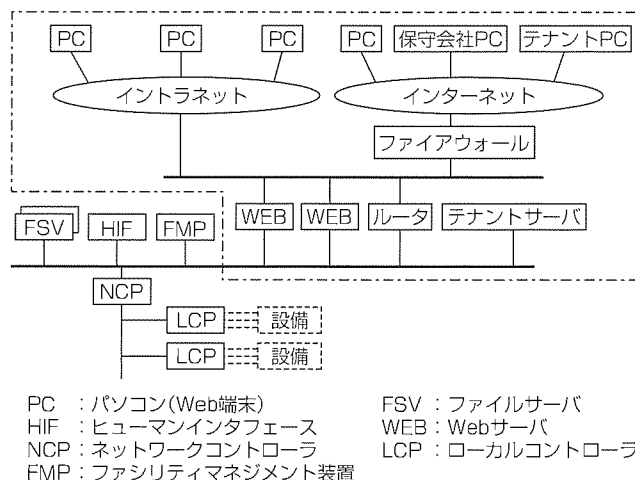 PC PC PC PC 保守会社PC テナントPC
イントラネット インターネット
ファイアウォール
WEB WEB ルータ テナントサーバ
FSV HIF FMP
NCP
LCP 設備
LCP 設備
PC : パソコン(Web端末) FSV : ファイルサーバ
HIF : ヒューマンインタフェース WEB : Webサーバ
NCP : ネットワークコントローラ LCP : ローカルコントローラ
FMP : ファシリティマネジメント装置